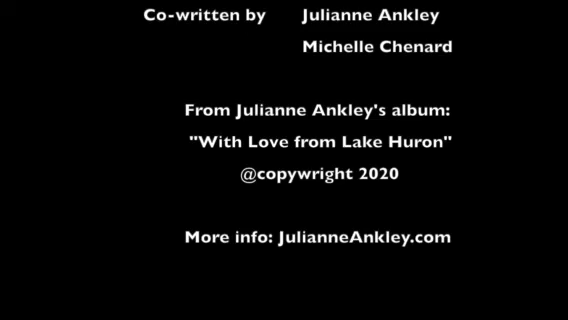 Co-written by Julianne Ankley
Michelle Chenard
From Julianne Ankley's album:
"With Love from Lake Huron"
@copywright 2020
More info: JulianneAnkley.com